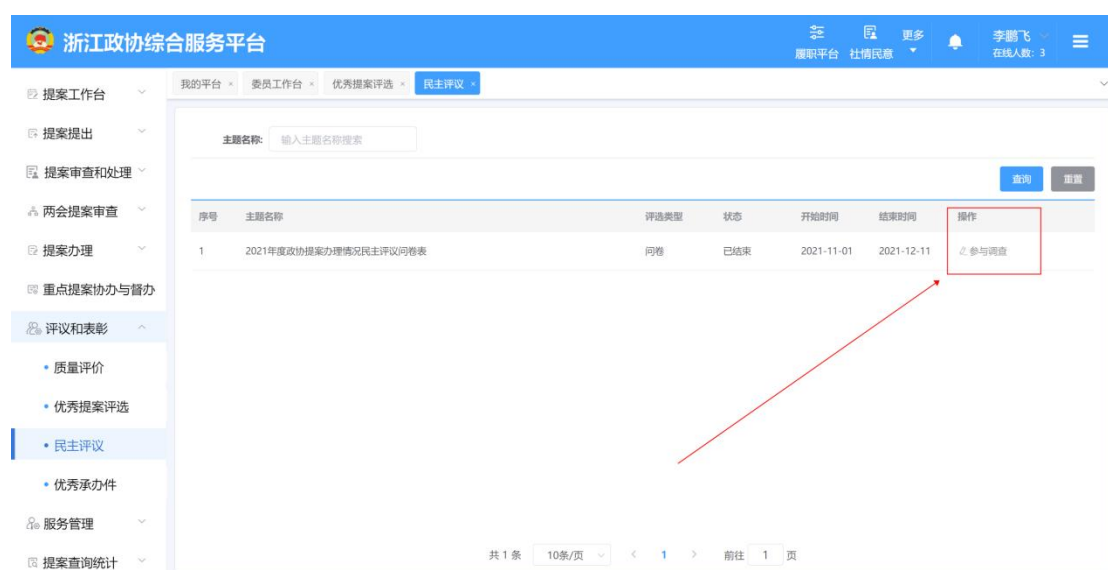 浙江政协综合服务平台
履职平台 社情民意 更多 李鹏飞 在线人数: 3
我的平台 × 委员工作台 × 优秀提案评选 × 民主评议 ×
提案工作台
提案提出
提案审查和处理
两会提案审查
提案办理
重点提案协办与督办
评议和表彰
质量评价
优秀提案评选
民主评议
优秀承办件
服务管理
提案查询统计
主题名称: 输入主题名称搜索
查询 重置
序号 主题名称 评选类型 状态 开始时间 结束时间 操作
1 2021年度政协提案办理情况民主评议问卷表 问卷 已结束 2021-11-01 2021-12-11 参与调查
共 1 条 10条/页 < 1 > 前往 1 页